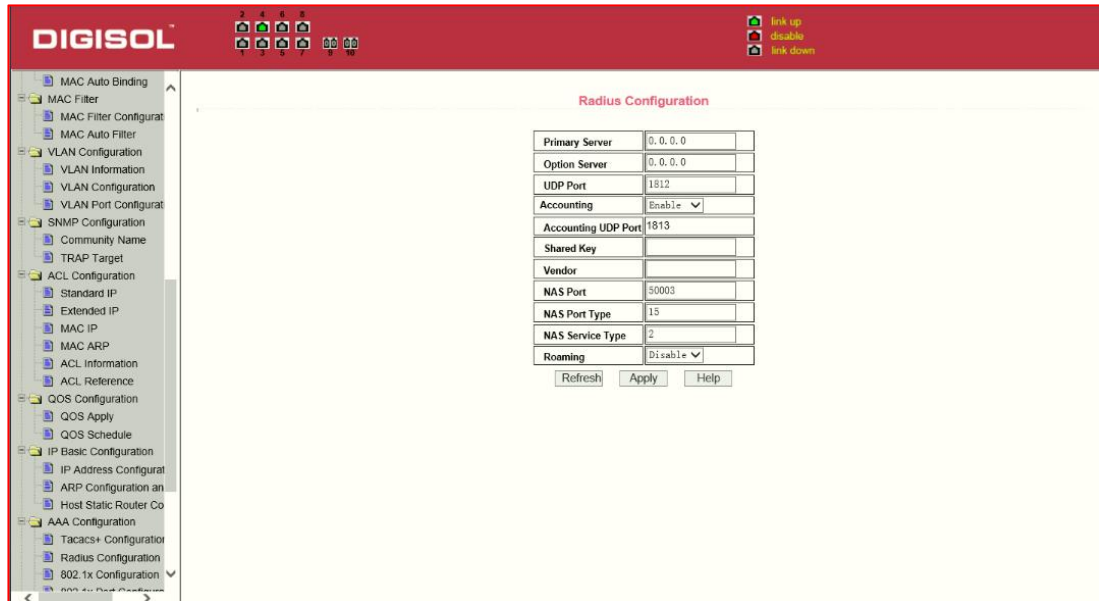 DIGISOL™
2 4 6 8
1 3 5 7 9 10
link up
disable
link down
MAC Auto Binding
MAC Filter
MAC Filter Configurat
MAC Auto Filter
VLAN Configuration
VLAN Information
VLAN Configuration
VLAN Port Configurat
SNMP Configuration
Community Name
TRAP Target
ACL Configuration
Standard IP
Extended IP
MAC IP
MAC ARP
ACL Information
ACL Reference
QOS Configuration
QOS Apply
QOS Schedule
IP Basic Configuration
IP Address Configurat
ARP Configuration an
Host Static Router Co
AAA Configuration
Tacacs+ Configuration
Radius Configuration
802.1x Configuration
Radius Configuration
Primary Server 0.0.0.0
Option Server 0.0.0.0
UDP Port 1812
Accounting Enable
Accounting UDP Port 1813
Shared Key
Vendor
NAS Port 50003
NAS Port Type 15
NAS Service Type 2
Roaming Disable
Refresh Apply Help